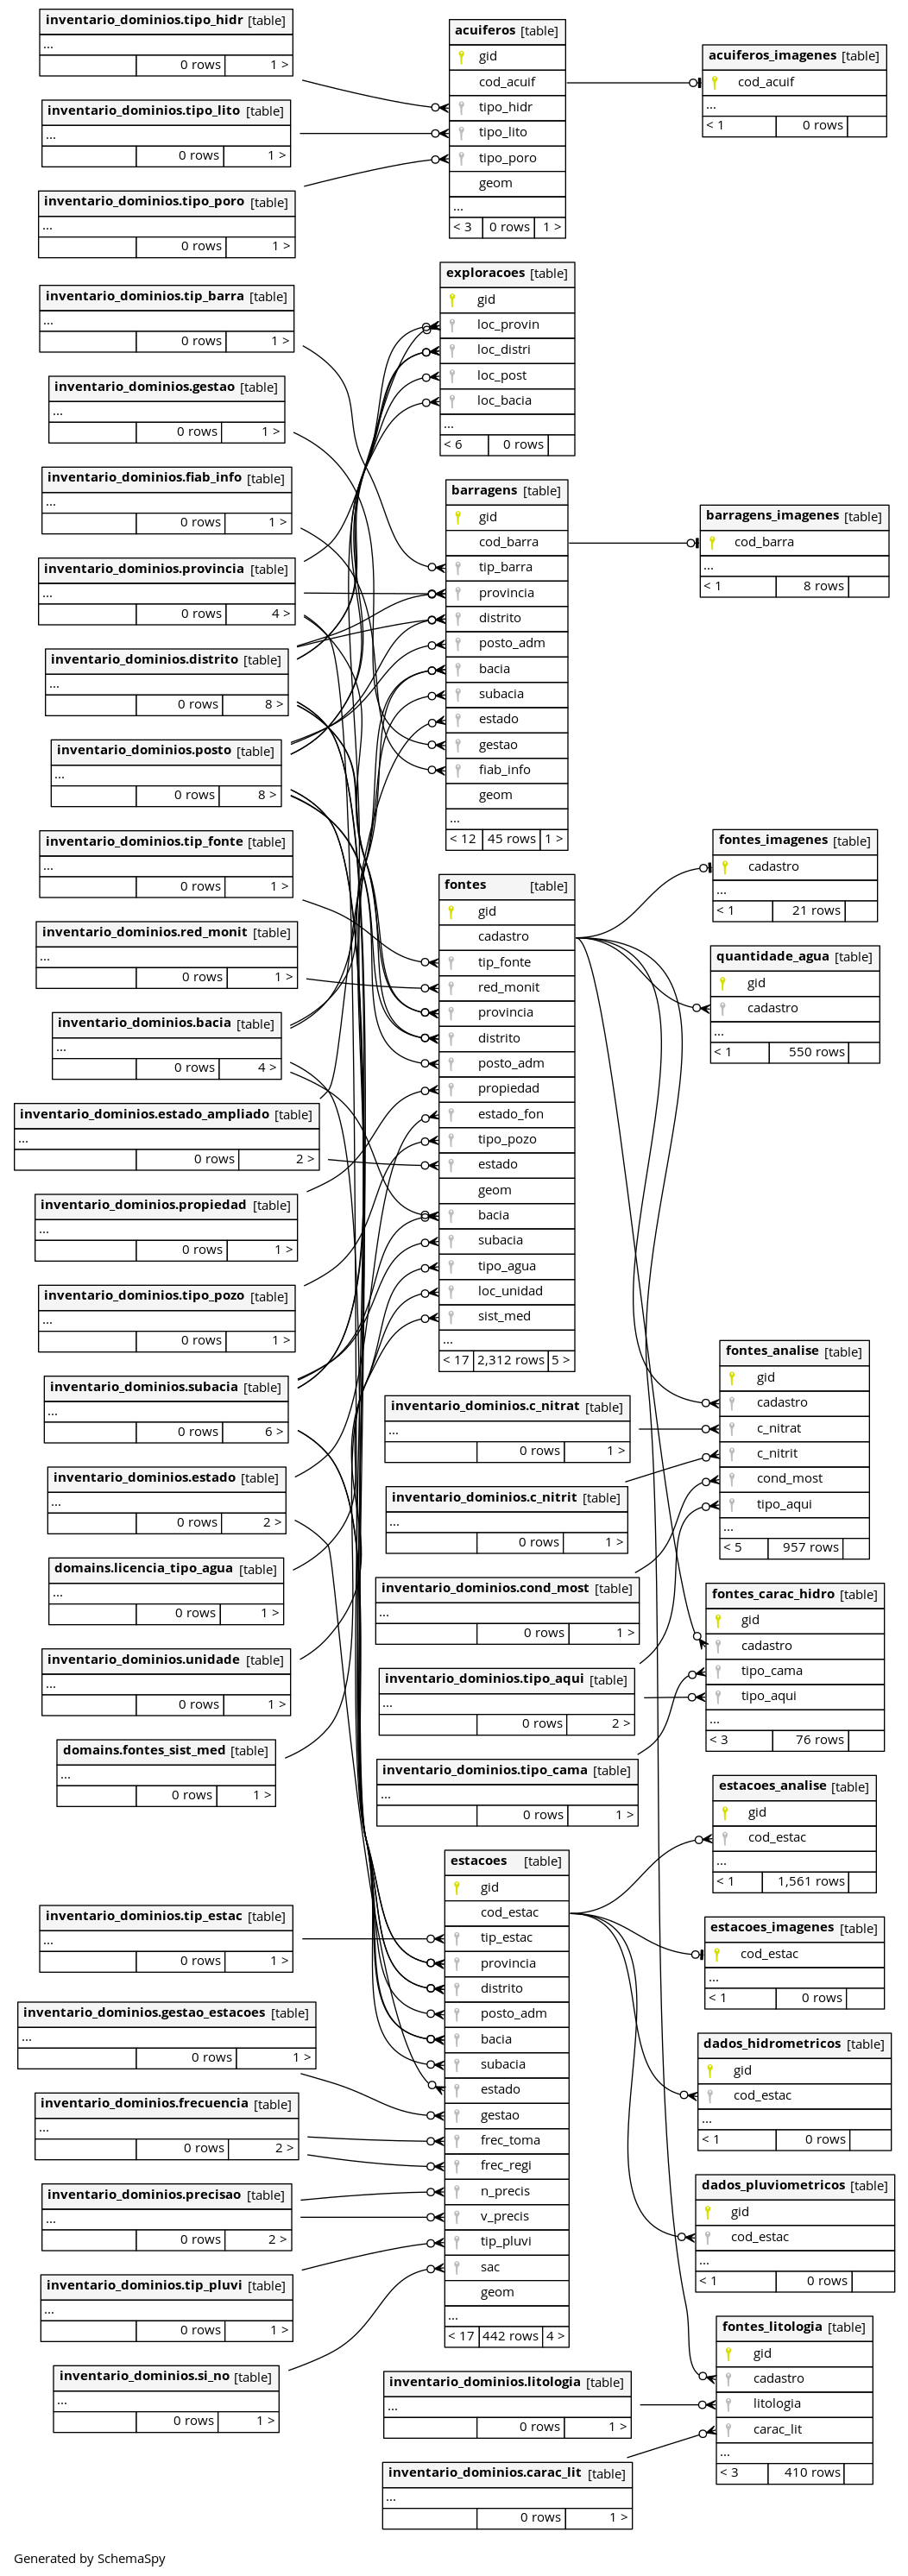 inventario_dominios.tipo_hidr [table]
...
0 rows 1 >
inventario_dominios.tipo_lito [table]
...
0 rows 1 >
inventario_dominios.tipo_poro [table]
...
0 rows 1 >
inventario_dominios.tip_barra [table]
...
0 rows 1 >
inventario_dominios.gestao [table]
...
0 rows 1 >
inventario_dominios.fiab_info [table]
...
0 rows 1 >
inventario_dominios.provincia [table]
...
0 rows 4 >
inventario_dominios.distrito [table]
...
0 rows 8 >
inventario_dominios.posto [table]
...
0 rows 8 >
inventario_dominios.tip_fonte [table]
...
0 rows 1 >
inventario_dominios.red_monit [table]
...
0 rows 1 >
inventario_dominios.bacia [table]
...
0 rows 4 >
inventario_dominios.estado_ampliado [table]
...
0 rows 2 >
inventario_dominios.propiedad [table]
...
0 rows 1 >
inventario_dominios.tipo_pozo [table]
...
0 rows 1 >
inventario_dominios.subacia [table]
...
0 rows 6 >
inventario_dominios.estado [table]
...
0 rows 2 >
domains.licencia_tipo_agua [table]
...
0 rows 1 >
inventario_dominios.unidade [table]
...
0 rows 1 >
domains.fontes_sist_med [table]
...
0 rows 1 >
inventario_dominios.tip_estac [table]
...
0 rows 1 >
inventario_dominios.gestao_estacoes [table]
...
0 rows 1 >
inventario_dominios.frecuencia [table]
...
0 rows 2 >
inventario_dominios.precisao [table]
...
0 rows 2 >
inventario_dominios.tip_pluvi [table]
...
0 rows 1 >
inventario_dominios.si_no [table]
...
0 rows 1 >
acuiferos [table]
gid
cod_acuif
tipo_hidr
tipo_lito
tipo_poro
geom
...
< 3 0 rows 1 >
exploracoes [table]
gid
loc_provin
loc_distri
loc_post
loc_bacia
...
< 6 0 rows
barragens [table]
gid
cod_barra
tip_barra
provincia
distrito
posto_adm
bacia
subacia
estado
gestao
fiab_info
geom
...
< 12 45 rows 1 >
fontes [table]
gid
cadastro
tip_fonte
red_monit
provincia
distrito
posto_adm
propiedad
estado_fon
tipo_pozo
estado
geom
bacia
subacia
tipo_agua
loc_unidad
sist_med
...
< 17 2,312 rows 5 >
inventario_dominios.c_nitrat [table]
...
0 rows 1 >
inventario_dominios.c_nitrit [table]
...
0 rows 1 >
inventario_dominios.cond_most [table]
...
0 rows 1 >
inventario_dominios.tipo_aqui [table]
...
0 rows 2 >
inventario_dominios.tipo_cama [table]
...
0 rows 1 >
estacoes [table]
gid
cod_estac
tip_estac
provincia
distrito
posto_adm
bacia
subacia
estado
gestao
frec_toma
frec_regi
n_precis
v_precis
tip_pluvi
sac
geom
...
< 17 442 rows 4 >
inventario_dominios.litologia [table]
...
0 rows 1 >
inventario_dominios.carac_lit [table]
...
0 rows 1 >
acuiferos_imagenes [table]
cod_acuif
...
< 1 0 rows
barragens_imagenes [table]
cod_barra
...
< 1 8 rows
fontes_imagenes [table]
cadastro
...
< 1 21 rows
quantidade_agua [table]
gid
cadastro
...
< 1 550 rows
fontes_analise [table]
gid
cadastro
c_nitrat
c_nitrit
cond_most
tipo_aqui
...
< 5 957 rows
fontes_carac_hidro [table]
gid
cadastro
tipo_cama
tipo_aqui
...
< 3 76 rows
estacoes_analise [table]
gid
cod_estac
...
< 1 1,561 rows
estacoes_imagenes [table]
cod_estac
...
< 1 0 rows
dados_hidrometricos [table]
gid
cod_estac
...
< 1 0 rows
dados_pluviometricos [table]
gid
cod_estac
...
< 1 0 rows
fontes_litologia [table]
gid
cadastro
litologia
carac_lit
...
< 3 410 rows
Generated by SchemaSpy